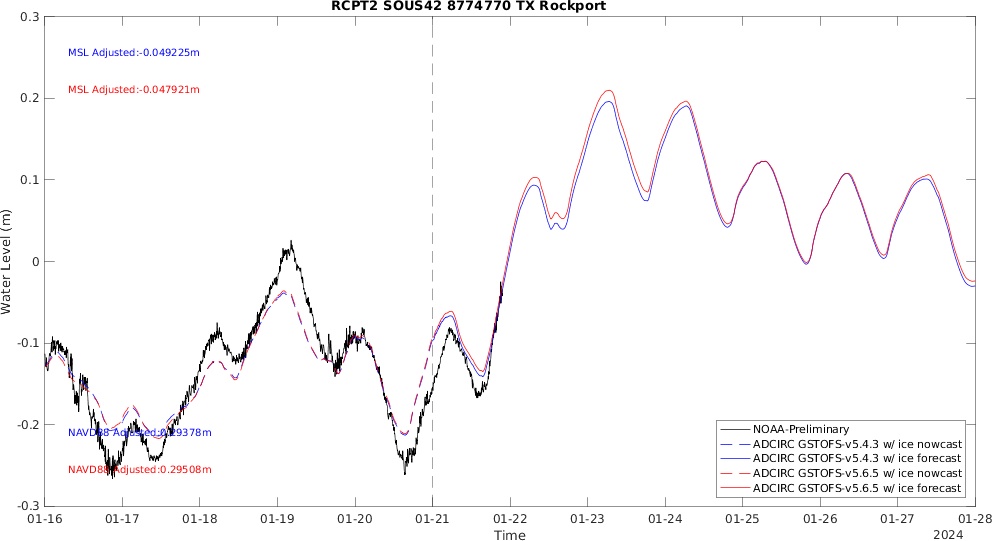 RCPT2 SOUS42 8774770 TX Rockport
0.3
0.2
0.1
0
-0.1
-0.2
-0.3
Water Level (m)
MSL Adjusted:-0.049225m
MSL Adjusted:-0.047921m
NAVD88 Adjusted:0.29378m
NAVD88 Adjusted:0.29508m
NOAA-Preliminary
ADCIRC GSTOFS-v5.4.3 w/ ice nowcast
ADCIRC GSTOFS-v5.4.3 w/ ice forecast
ADCIRC GSTOFS-v5.6.5 w/ ice nowcast
ADCIRC GSTOFS-v5.6.5 w/ ice forecast
01-16 01-17 01-18 01-19 01-20 01-21 01-22 01-23 01-24 01-25 01-26 01-27 01-28
Time
2024